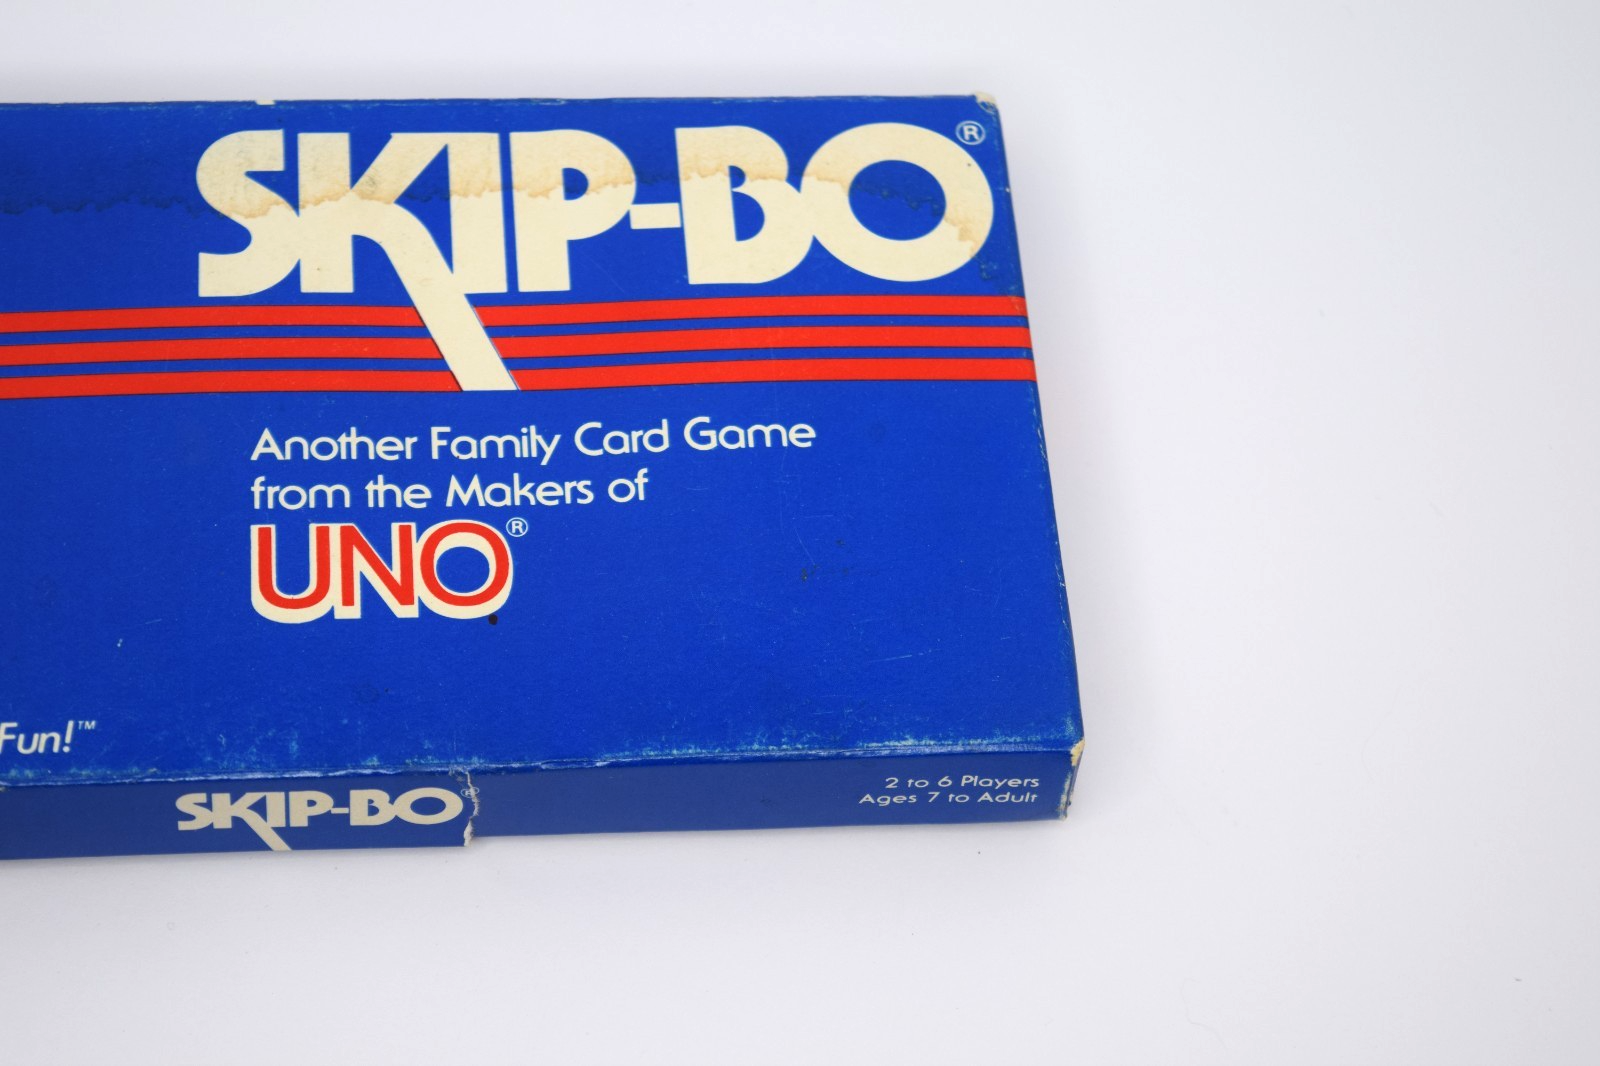 SKIP-BO®
Another Family Card Game
from the Makers of
UNO®
Fun!™
SKIP-BO®
2 to 6 Players
Ages 7 to Adult